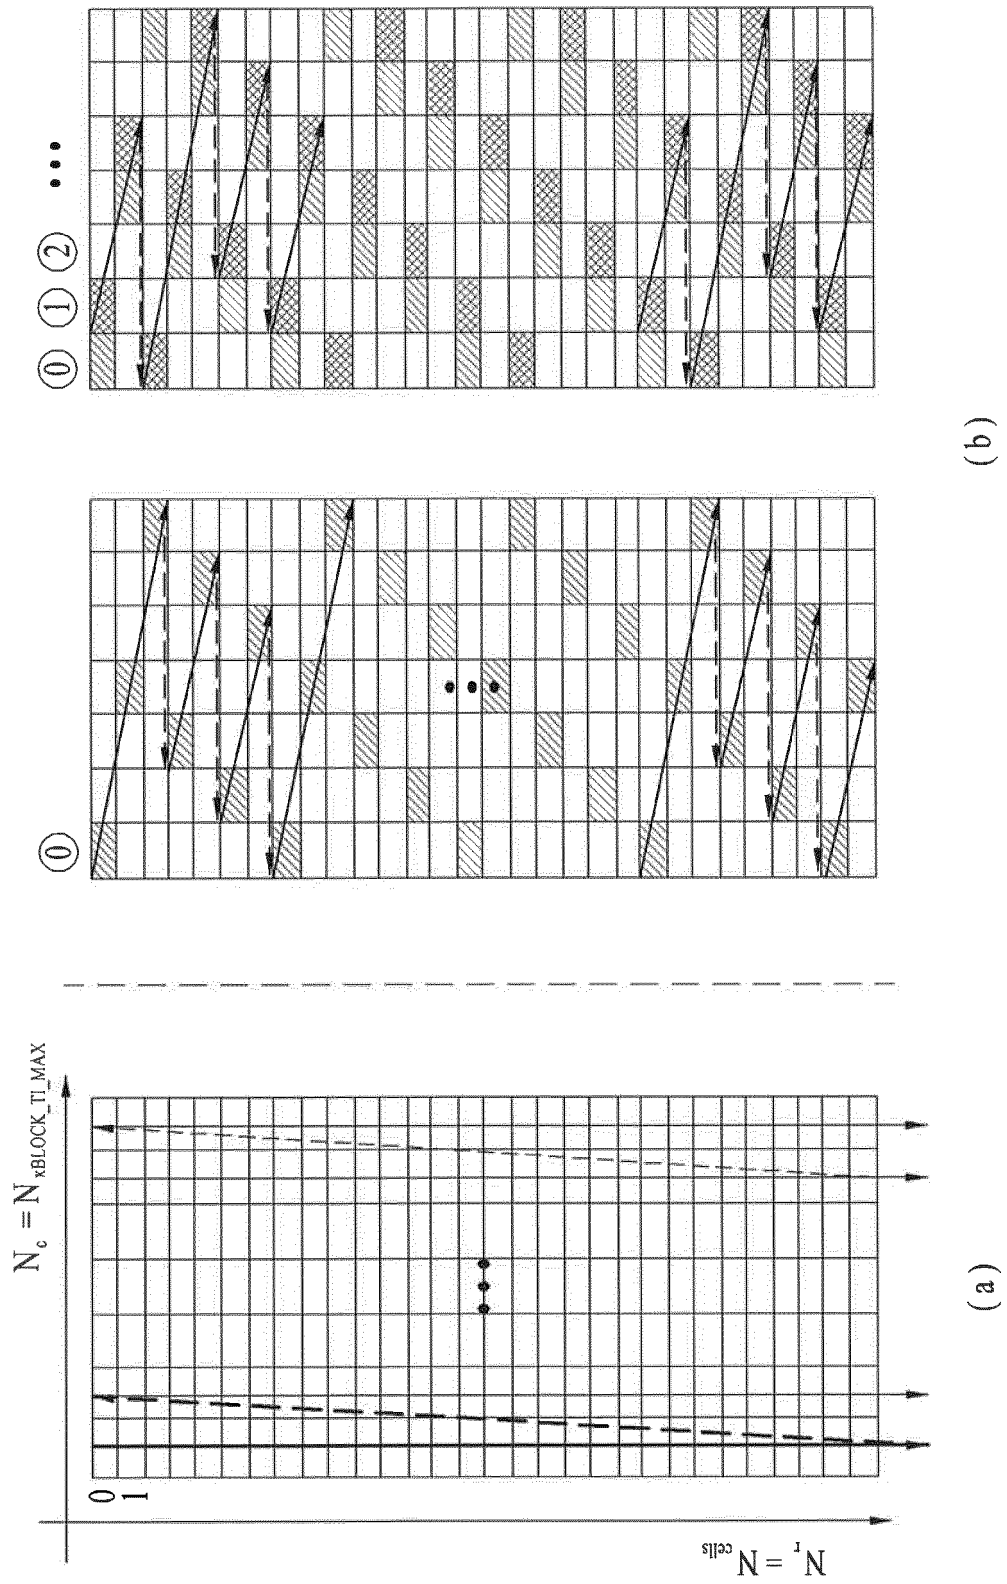 N_c = N_xBLOCK_TI_MAX
0
1
N_r = N_cells
(a)
⓪
⓪ ① ② •••
(b)